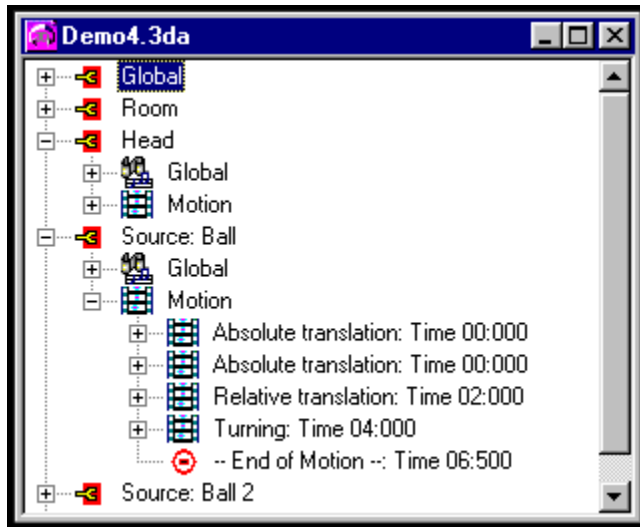 Demo4.3da
Global
Room
Head
Global
Motion
Source: Ball
Global
Motion
Absolute translation: Time 00:000
Absolute translation: Time 00:000
Relative translation: Time 02:000
Turning: Time 04:000
-- End of Motion --: Time 06:500
Source: Ball 2